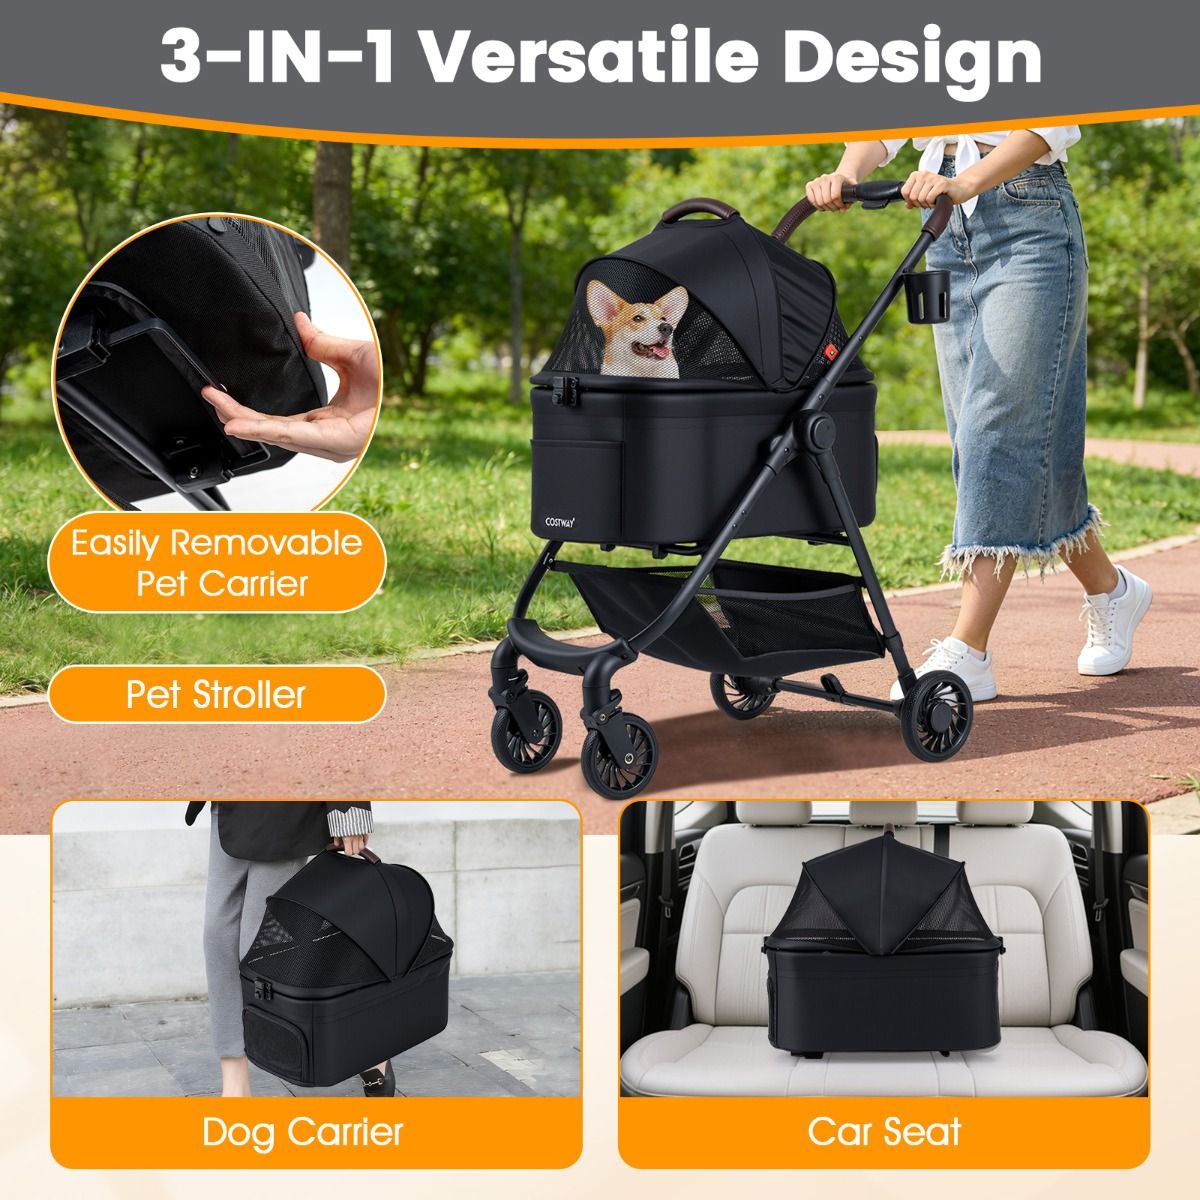 3-IN-1 Versatile Design
Easily Removable
Pet Carrier
Pet Stroller
COSTWAY
Dog Carrier
Car Seat